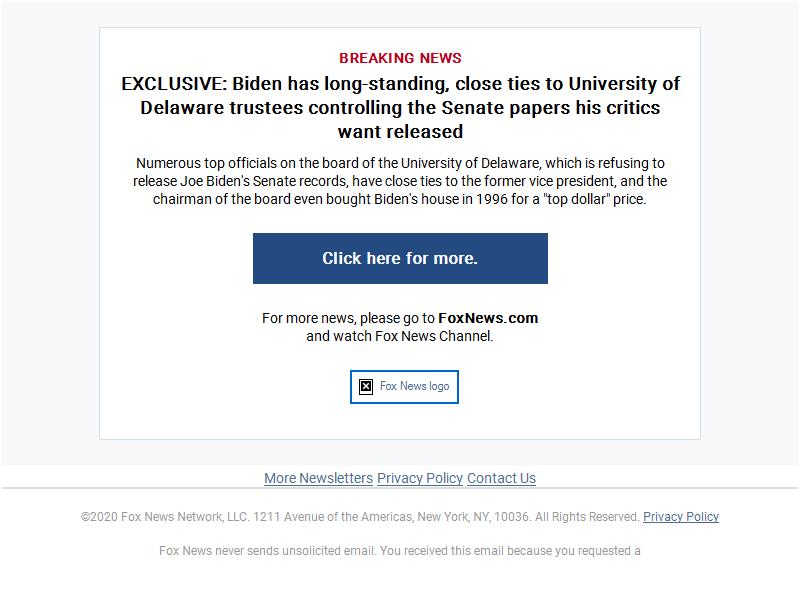 BREAKING NEWS
EXCLUSIVE: Biden has long-standing, close ties to University of
Delaware trustees controlling the Senate papers his critics
want released
Numerous top officials on the board of the University of Delaware, which is refusing to
release Joe Biden's Senate records, have close ties to the former vice president, and the
chairman of the board even bought Biden's house in 1996 for a "top dollar" price.
Click here for more.
For more news, please go to FoxNews.com
and watch Fox News Channel.
Fox News logo
More Newsletters Privacy Policy Contact Us
©2020 Fox News Network, LLC. 1211 Avenue of the Americas, New York, NY, 10036. All Rights Reserved. Privacy Policy
Fox News never sends unsolicited email. You received this email because you requested a